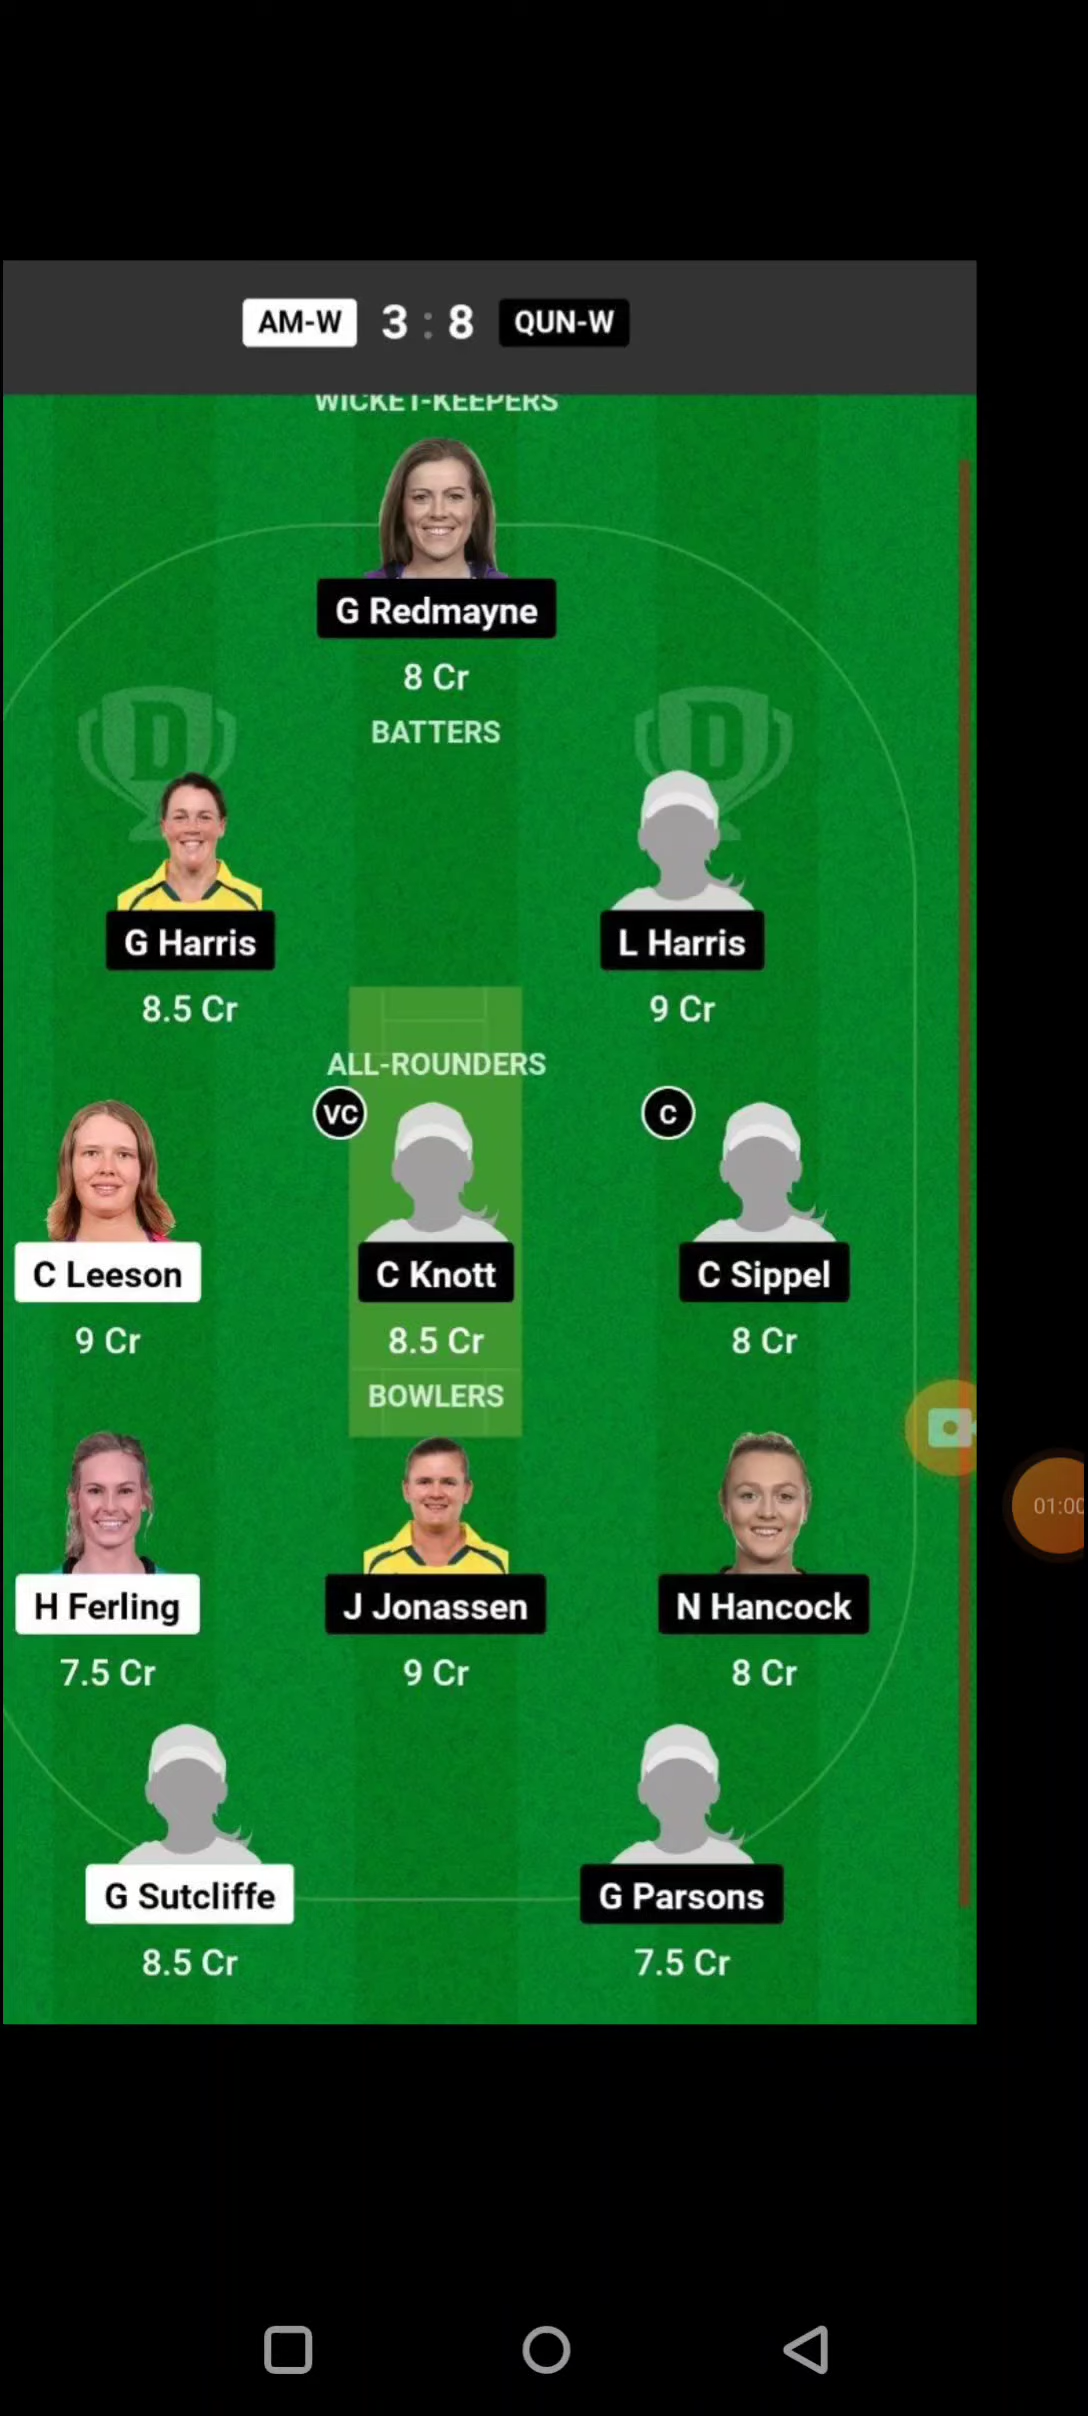 AM-W 3 : 8 QUN-W
WICKET-KEEPERS
G Redmayne
8 Cr
BATTERS
D D
G Harris L Harris
8.5 Cr 9 Cr
ALL-ROUNDERS
VC C
C Leeson C Knott C Sippel
9 Cr 8.5 Cr 8 Cr
BOWLERS
H Ferling J Jonassen N Hancock
01:00
7.5 Cr 9 Cr 8 Cr
G Sutcliffe G Parsons
8.5 Cr 7.5 Cr